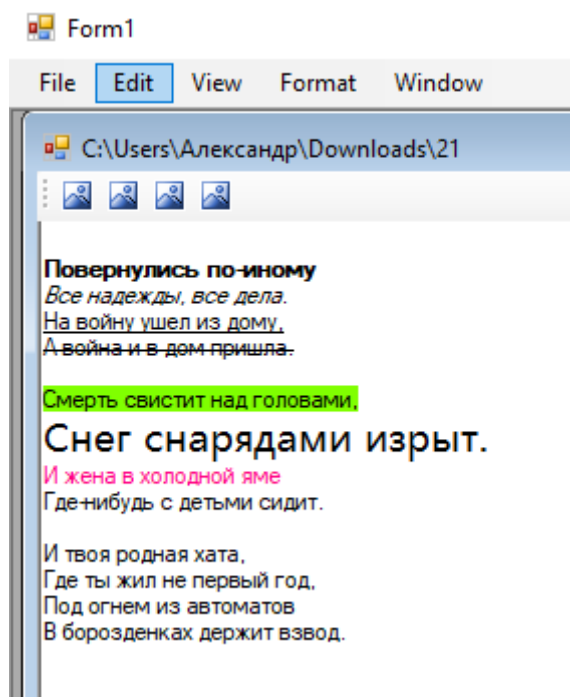 Form1
File Edit View Format Window
C:\Users\Александр\Downloads\21
Повернулись по-иному
Все надежды, все дела.
На войну ушел из дому,
А война и в дом пришла.
Смерть свистит над головами,
Снег снарядами изрыт.
И жена в холодной яме
Где-нибудь с детьми сидит.
И твоя родная хата,
Где ты жил не первый год,
Под огнем из автоматов
В борозденках держит взвод.